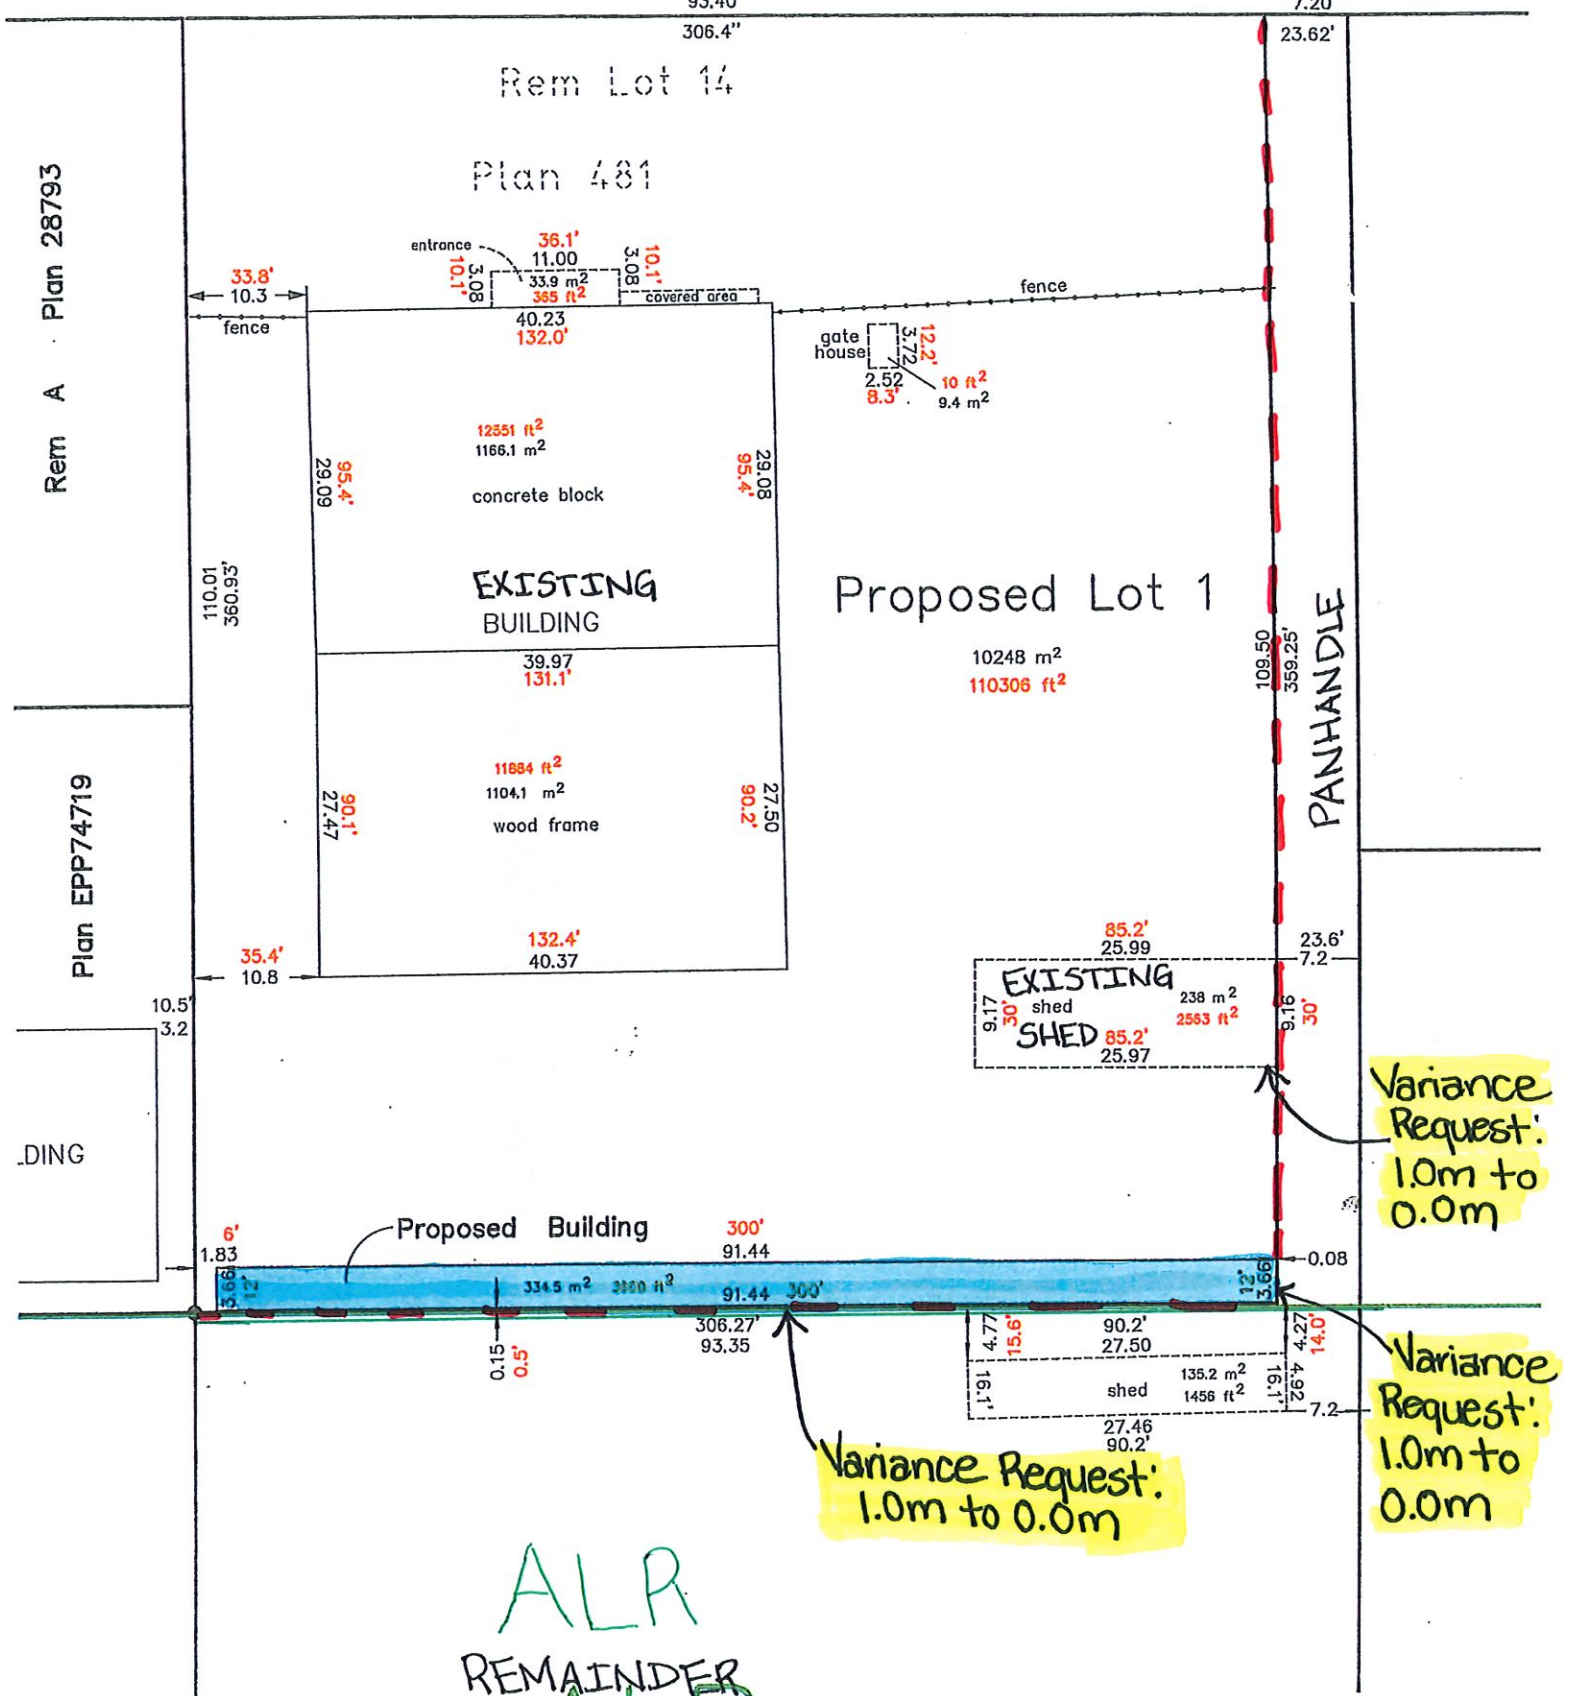 93.40
306.4"
7.20
23.62'
Rem Lot 14
Plan 481
Rem A Plan 28793
Plan EPP74719
entrance
36.1'
11.00
10.1'
3.08
33.9 m2
365 ft2
3.08
10.1'
covered area
33.8'
10.3
fence
40.23
132.0'
fence
gate
house
3.72
12.2'
2.52
8.3'
10 ft2
9.4 m2
12551 ft2
1166.1 m2
concrete block
29.09
95.4'
95.4'
29.08
EXISTING
BUILDING
39.97
131.1'
110.01
360.93'
Proposed Lot 1
10248 m2
110306 ft2
109.50
359.25'
PANHANDLE
11884 ft2
1104.1 m2
wood frame
27.47
90.1'
90.2'
27.50
132.4'
40.37
35.4'
10.8
10.5'
3.2
85.2'
25.99
23.6'
7.2
EXISTING
shed
SHED
238 m2
2563 ft2
9.17
30'
9.16
30'
85.2'
25.97
Variance
Request:
1.0m to
0.0m
DING
6'
1.83
Proposed Building
300'
91.44
0.08
3.66
12'
334.5 m2
91.44 300'
12'
3.66
306.27'
93.35
0.15
0.5'
4.77
15.6'
90.2'
27.50
4.27
14.0'
16.1'
shed
135.2 m2
1456 ft2
16.1'
4.92
7.2
27.46
90.2'
Variance
Request:
1.0m to
0.0m
Variance Request:
1.0m to 0.0m
ALR
REMAINDER